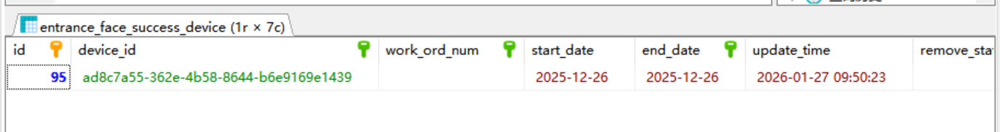 entrance_face_success_device (1r × 7c)
id device_id work_ord_num start_date end_date update_time remove_sta
95 ad8c7a55-362e-4b58-8644-b6e9169e1439 2025-12-26 2025-12-26 2026-01-27 09:50:23